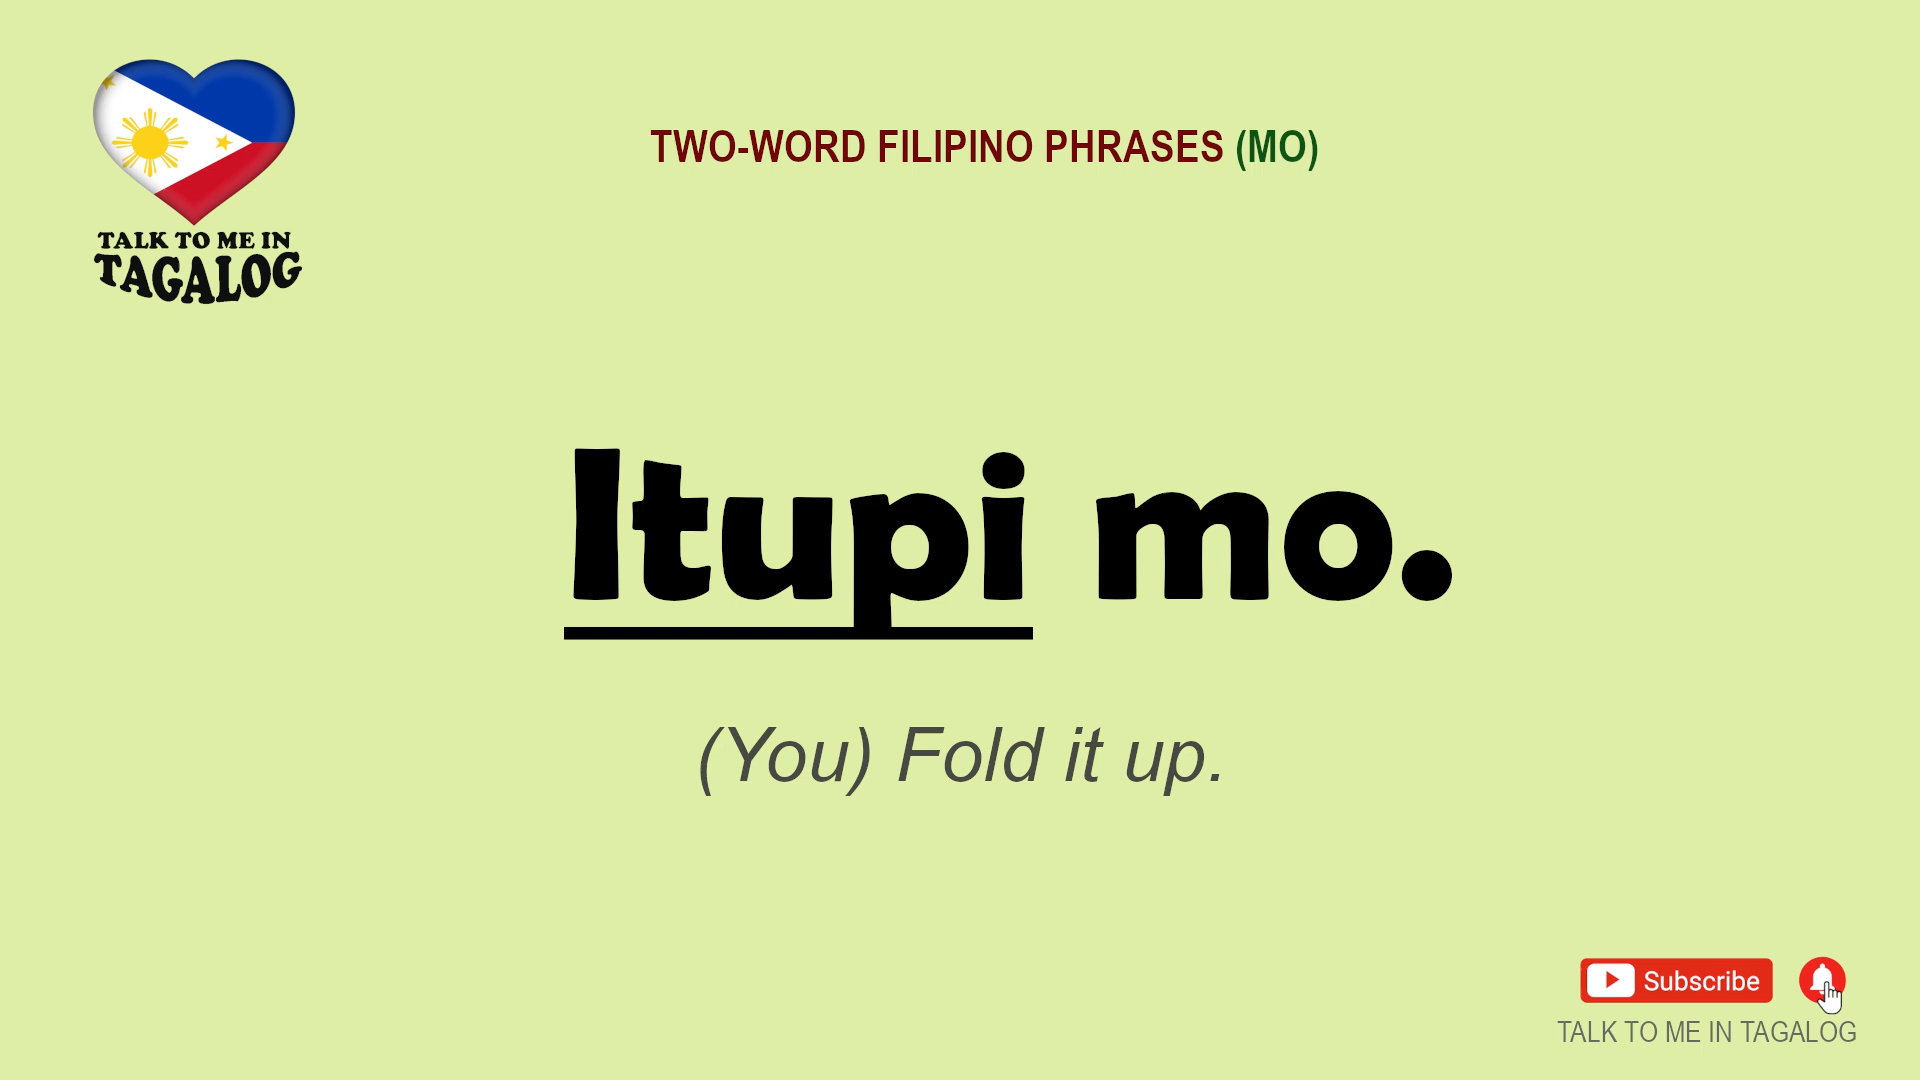 TALK TO ME IN
TAGALOG
TWO-WORD FILIPINO PHRASES (MO)
Itupi mo.
(You) Fold it up.
Subscribe
TALK TO ME IN TAGALOG